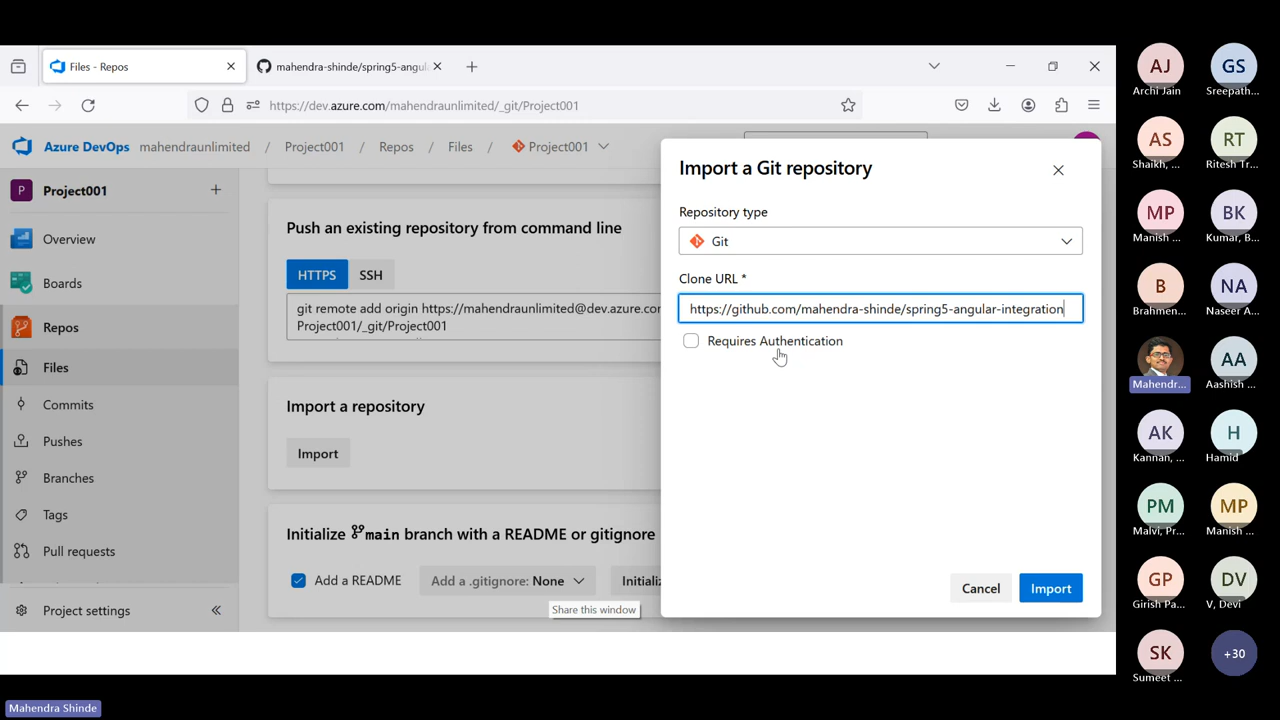 Files - Repos
mahendra-shinde/spring5-angul
https://dev.azure.com/mahendraunlimited/_git/Project001
Azure DevOps mahendraunlimited / Project001 / Repos / Files / Project001
P Project001
Overview
Boards
Repos
Files
Commits
Pushes
Branches
Tags
Pull requests
Project settings
Push an existing repository from command line
HTTPS SSH
git remote add origin https://mahendraunlimited@dev.azure.com
Project001/_git/Project001
Import a repository
Import
Initialize main branch with a README or gitignore
Add a README Add a .gitignore: None Initializ
Share this window
Import a Git repository
Repository type
Git
Clone URL *
https://github.com/mahendra-shinde/spring5-angular-integration
Requires Authentication
Cancel Import
AJ GS
Archi Jain Sreepath...
AS RT
Shaikh, ... Ritesh Tr...
MP BK
Manish ... Kumar, B...
B NA
Brahmen... Naseer A...
AA
Mahendr... Aashish ...
AK H
Kannan, ... Hamid
PM MP
Malvi, Pr... Manish ...
GP DV
Girish Pa... V, Devi
SK +30
Sumeet ...
Mahendra Shinde